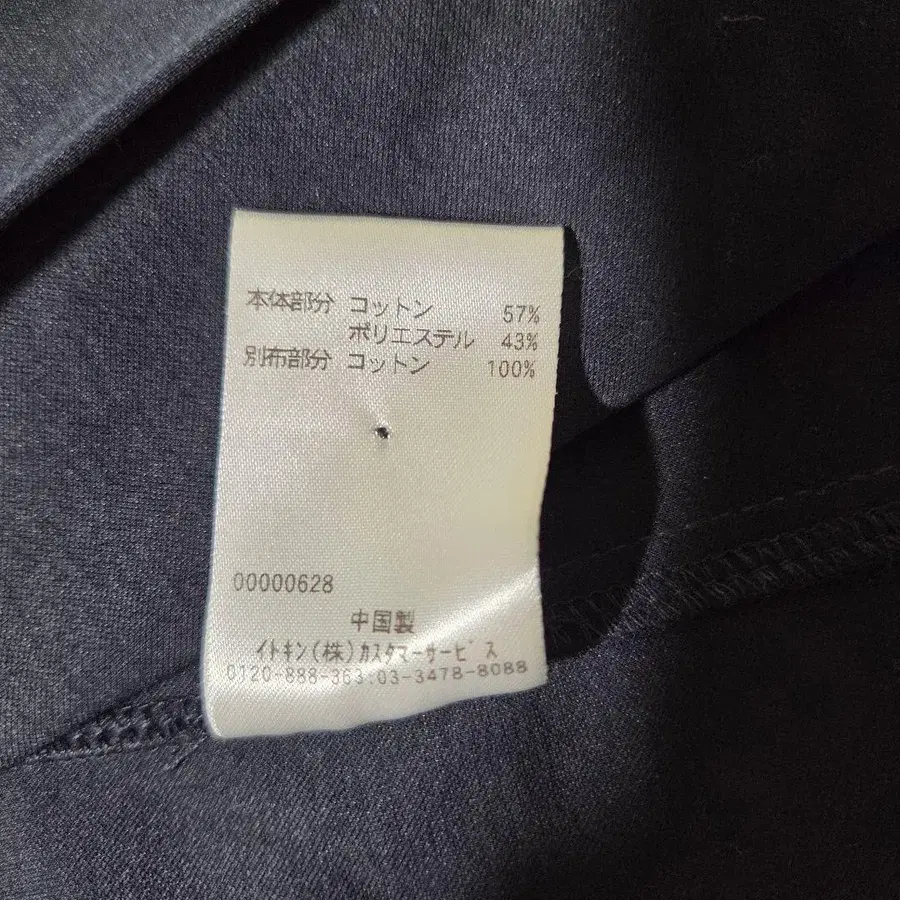 本体部分 コットン 57%
ポリエステル 43%
別布部分 コットン 100%
00000628
中国製
イトキン(株)カスタマーサービス
0120-888-363:03-3478-8088